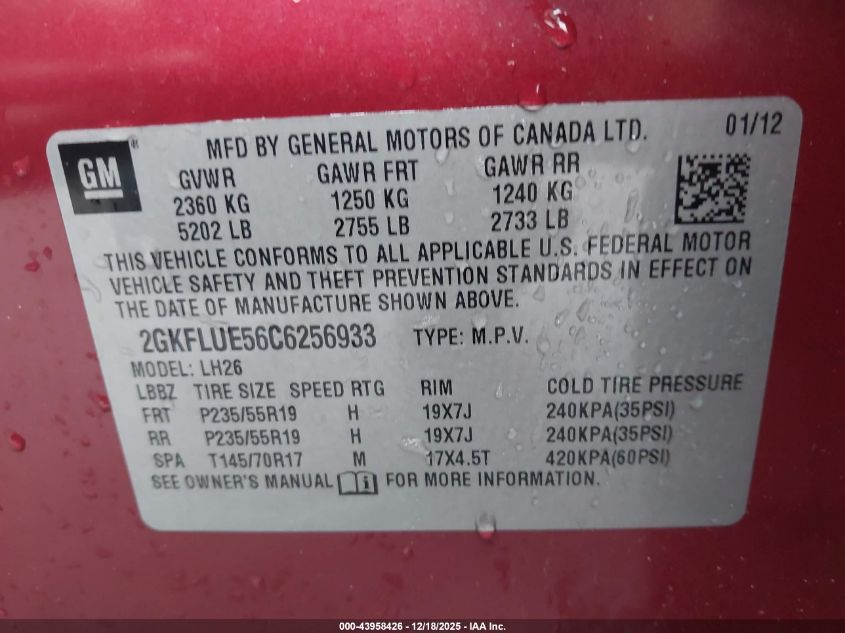 MFD BY GENERAL MOTORS OF CANADA LTD. 01/12
GM
GVWR GAWR FRT GAWR RR
2360 KG 1250 KG 1240 KG
5202 LB 2755 LB 2733 LB
THIS VEHICLE CONFORMS TO ALL APPLICABLE U.S. FEDERAL MOTOR
VEHICLE SAFETY AND THEFT PREVENTION STANDARDS IN EFFECT ON
THE DATE OF MANUFACTURE SHOWN ABOVE.
2GKFLUE56C6256933 TYPE: M.P.V.
MODEL: LH26
LBBZ TIRE SIZE SPEED RTG RIM COLD TIRE PRESSURE
FRT P235/55R19 H 19X7J 240KPA(35PSI)
RR P235/55R19 H 19X7J 240KPA(35PSI)
SPA T145/70R17 M 17X4.5T 420KPA(60PSI)
SEE OWNER'S MANUAL i FOR MORE INFORMATION.
000-43958426 - 12/18/2025 - IAA Inc.